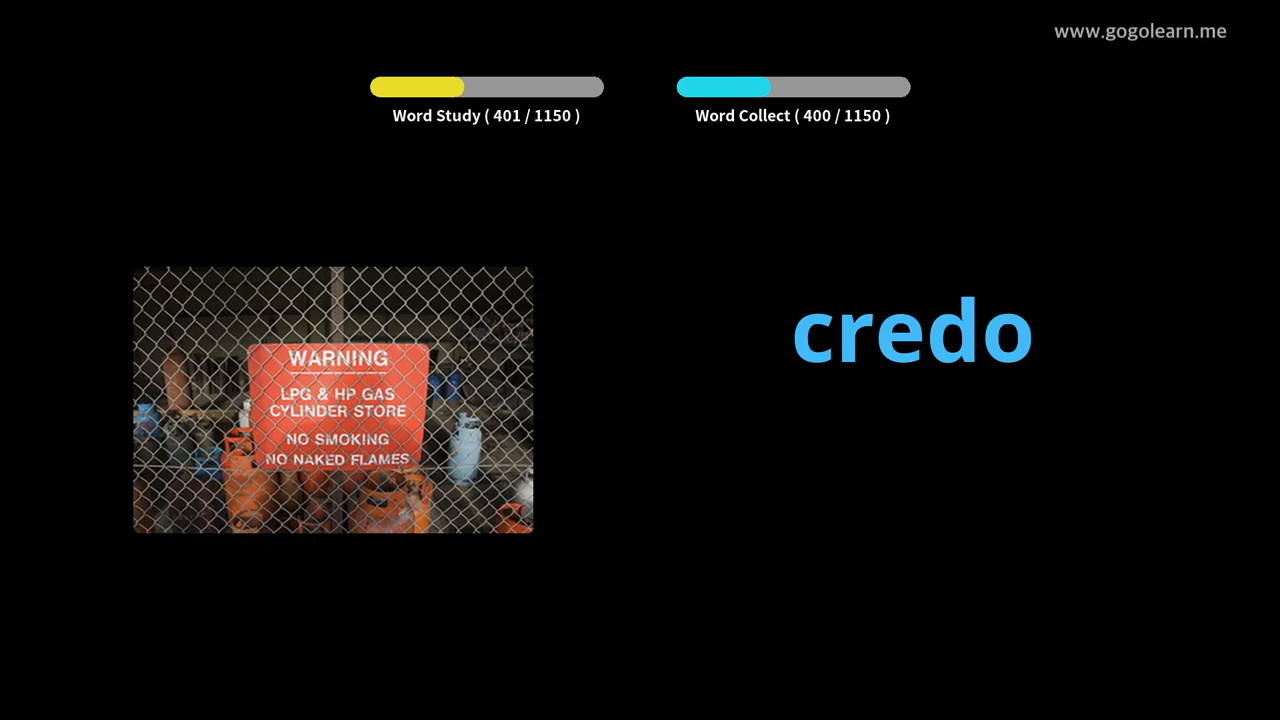 www.gogolearn.me
Word Study ( 401 / 1150 )
Word Collect ( 400 / 1150 )
credo
WARNING
LPG & HP GAS
CYLINDER STORE
NO SMOKING
NO NAKED FLAMES